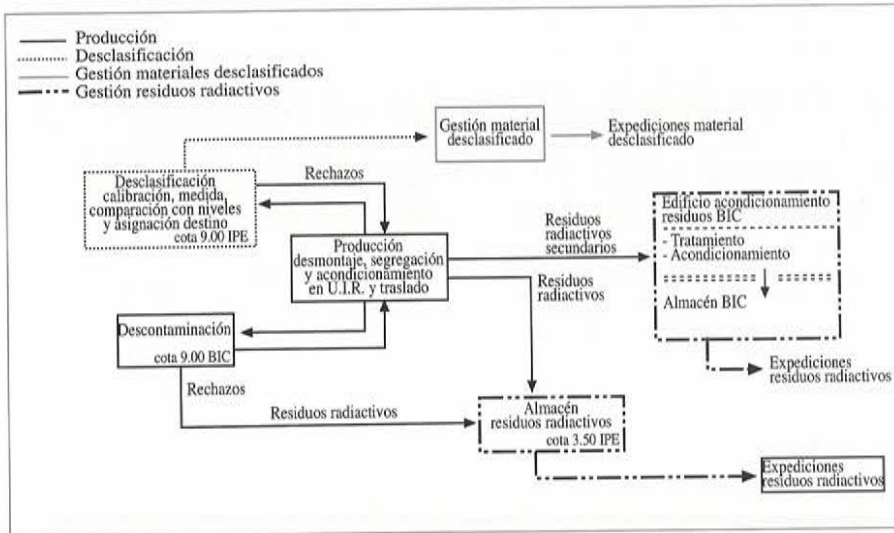 Producción
Desclasificación
Gestión materiales desclasificados
Gestión residuos radiactivos
Gestión material
desclasificado
Expediciones material
desclasificado
Desclasificación
calibración, medida,
comparación con niveles
y asignación destino
cota 9.00 IPE
Rechazos
Producción
desmontaje, segregación
y acondicionamiento
en U.I.R. y traslado
Residuos
radiactivos
secundarios
Residuos
radiactivos
Edificio acondicionamiento
residuos BIC
- Tratamiento
- Acondicionamiento
Almacén BIC
Expediciones
residuos radiactivos
Descontaminación
cota 9.00 BIC
Rechazos
Residuos radiactivos
Almacén
residuos radiactivos
cota 3.50 IPE
Expediciones
residuos radiactivos